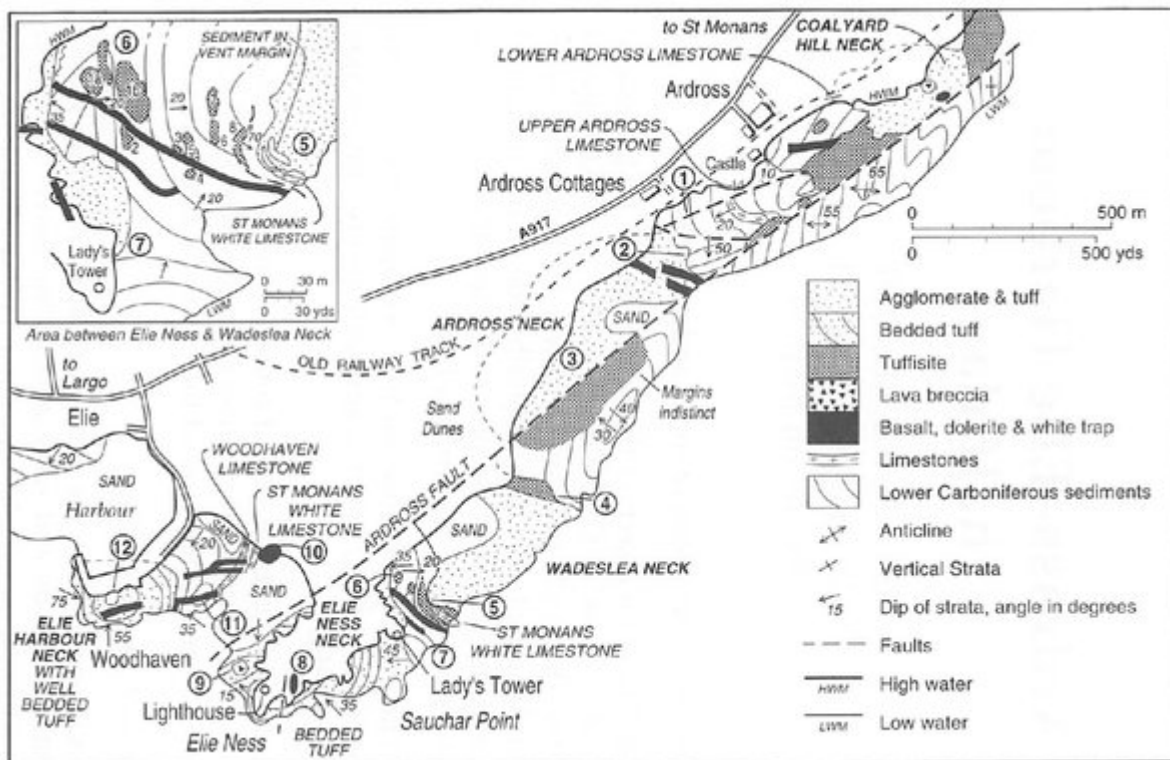 HWM
6
SEDIMENT IN
VENT MARGIN
20
35
5
20
ST MONANS
WHITE LIMESTONE
7
Lady's
Tower
0 30 m
0 30 yds
LWM
Area between Elie Ness & Wadeslea Neck
to St Monans
COALYARD
HILL NECK
LOWER ARDROSS LIMESTONE
HWM
LWM
Ardross
UPPER ARDROSS
LIMESTONE
Castle
1
10
Ardross Cottages
A917
20
50
55
55
2
0 500 m
0 500 yds
ARDROSS NECK
SAND
OLD RAILWAY TRACK
3
Margins
indistinct
Sand
Dunes
40
30
4
to
Largo
Elie
20
SAND
Harbour
WOODHAVEN
LIMESTONE
ST MONANS
WHITE
LIMESTONE
SAND
20
10
12
ARDROSS FAULT
SAND
WADESLEA NECK
35
20
6
5
ST MONANS
WHITE LIMESTONE
7
SAND
75
55
35
11
ELIE
HARBOUR
NECK
WITH
WELL
BEDDED
TUFF
Woodhaven
ELIE
NESS
NECK
8
9
15
45
35
Lady's Tower
Lighthouse
Sauchar Point
Elie Ness
BEDDED
TUFF
Agglomerate & tuff
Bedded tuff
Tuffisite
Lava breccia
Basalt, dolerite & white trap
Limestones
Lower Carboniferous sediments
Anticline
Vertical Strata
15 Dip of strata, angle in degrees
Faults
HWM High water
LWM Low water